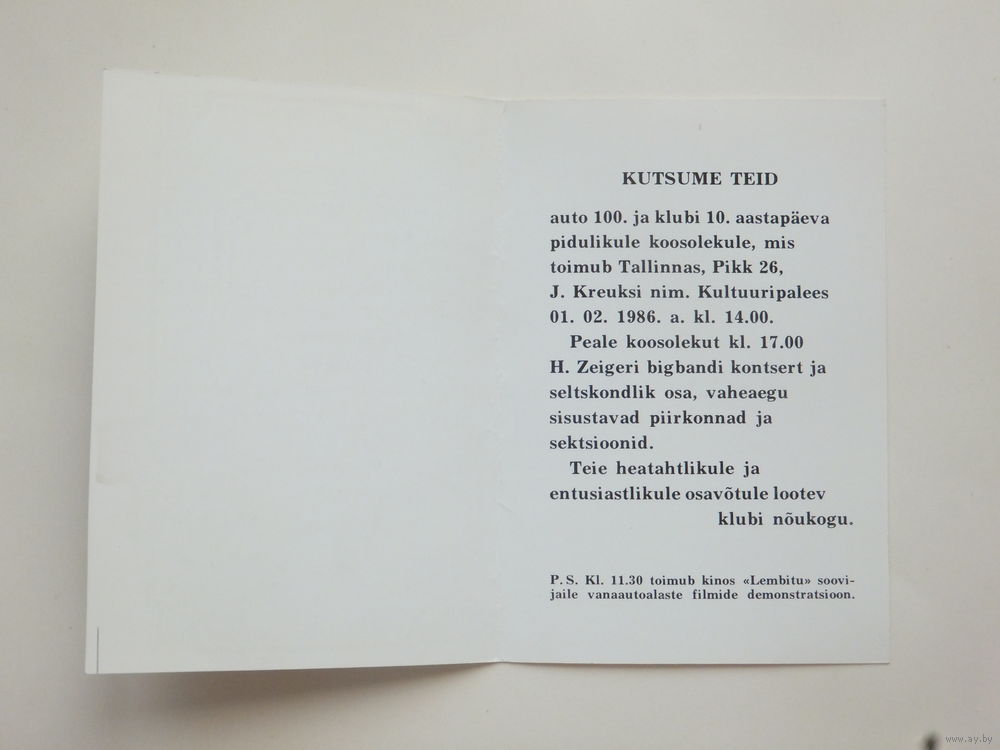 KUTSUME TEID
auto 100. ja klubi 10. aastapäeva
pidulikule koosolekule, mis
toimub Tallinnas, Pikk 26,
J. Kreuksi nim. Kultuuripalees
01. 02. 1986. a. kl. 14.00.
Peale koosolekut kl. 17.00
H. Zeigeri bigbandi kontsert ja
seltskondlik osa, vaheaegu
sisustavad piirkonnad ja
sektsioonid.
Teie heatahtlikule ja
entusiastlikule osavõtule lootev
klubi nõukogu.
P. S. Kl. 11.30 toimub kinos «Lembitu» soovi-
jaile vanaautoalaste filmide demonstratsioon.
www.ay.by